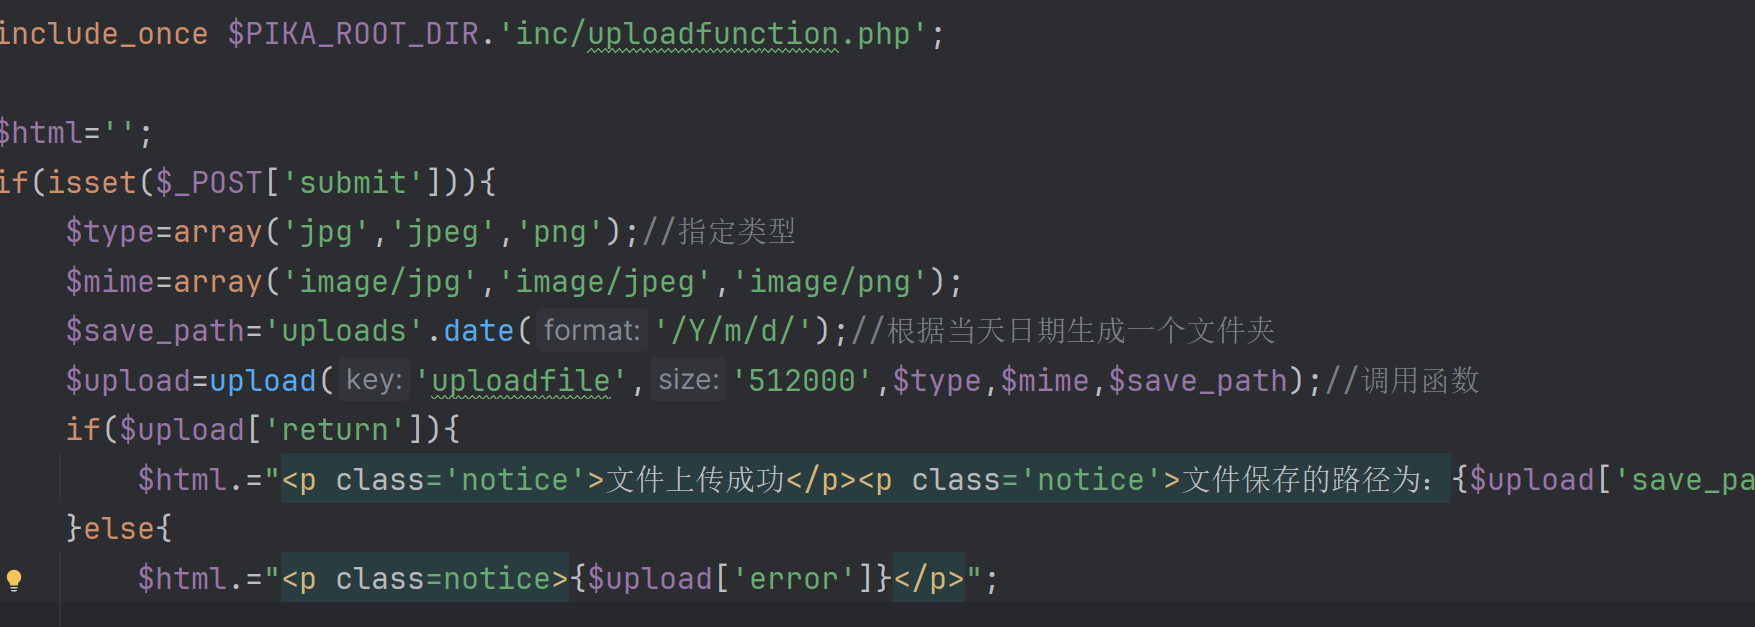 include_once $PIKA_ROOT_DIR.'inc/uploadfunction.php';
$html='';
if(isset($_POST['submit'])){
$type=array('jpg','jpeg','png');//指定类型
$mime=array('image/jpg','image/jpeg','image/png');
$save_path='uploads'.date( format: '/Y/m/d/');//根据当天日期生成一个文件夹
$upload=upload( key: 'uploadfile', size: '512000',$type,$mime,$save_path);//调用函数
if($upload['return']){
$html.="<p class='notice'>文件上传成功</p><p class='notice'>文件保存的路径为：{$upload['save_pa
}else{
$html.="<p class=notice>{$upload['error']}</p>";